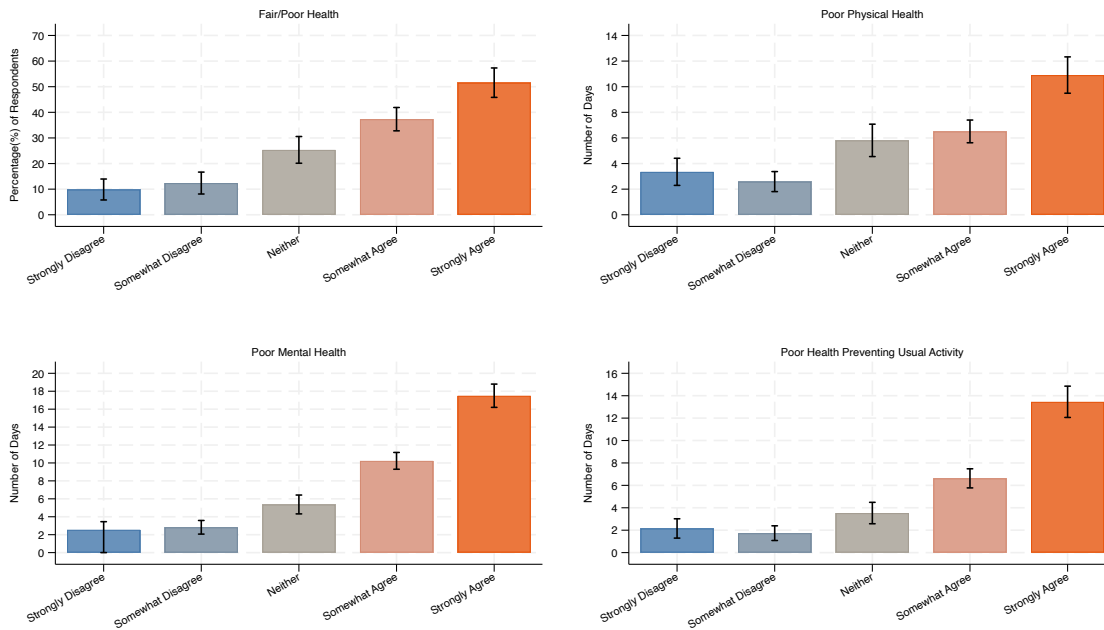 Fair/Poor Health
Percentage(%) of Respondents
70
60
50
40
30
20
10
0
Strongly Disagree
Somewhat Disagree
Neither
Somewhat Agree
Strongly Agree
Poor Physical Health
Number of Days
14
12
10
8
6
4
2
0
Strongly Disagree
Somewhat Disagree
Neither
Somewhat Agree
Strongly Agree
Poor Mental Health
Number of Days
20
18
16
14
12
10
8
6
4
2
0
Strongly Disagree
Somewhat Disagree
Neither
Somewhat Agree
Strongly Agree
Poor Health Preventing Usual Activity
Number of Days
16
14
12
10
8
6
4
2
0
Strongly Disagree
Somewhat Disagree
Neither
Somewhat Agree
Strongly Agree